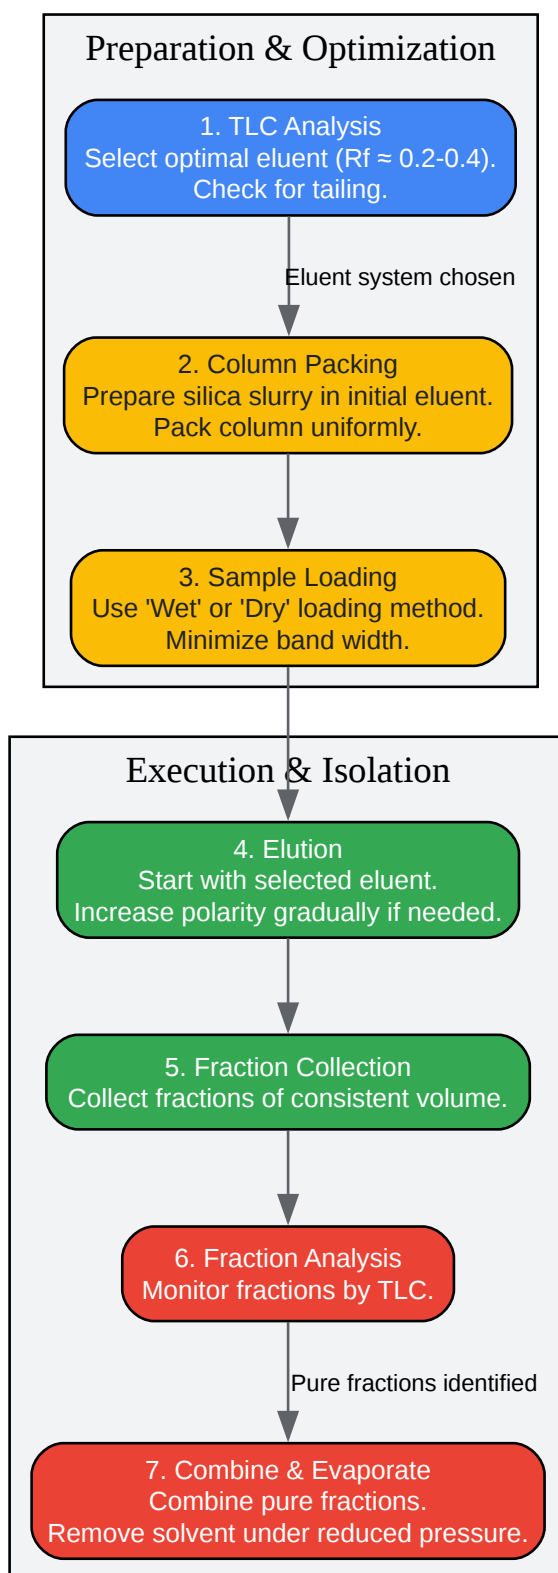 Preparation & Optimization
1. TLC Analysis
Select optimal eluent (Rf ≈ 0.2-0.4).
Check for tailing.
Eluent system chosen
2. Column Packing
Prepare silica slurry in initial eluent.
Pack column uniformly.
3. Sample Loading
Use 'Wet' or 'Dry' loading method.
Minimize band width.
Execution & Isolation
4. Elution
Start with selected eluent.
Increase polarity gradually if needed.
5. Fraction Collection
Collect fractions of consistent volume.
6. Fraction Analysis
Monitor fractions by TLC.
Pure fractions identified
7. Combine & Evaporate
Combine pure fractions.
Remove solvent under reduced pressure.